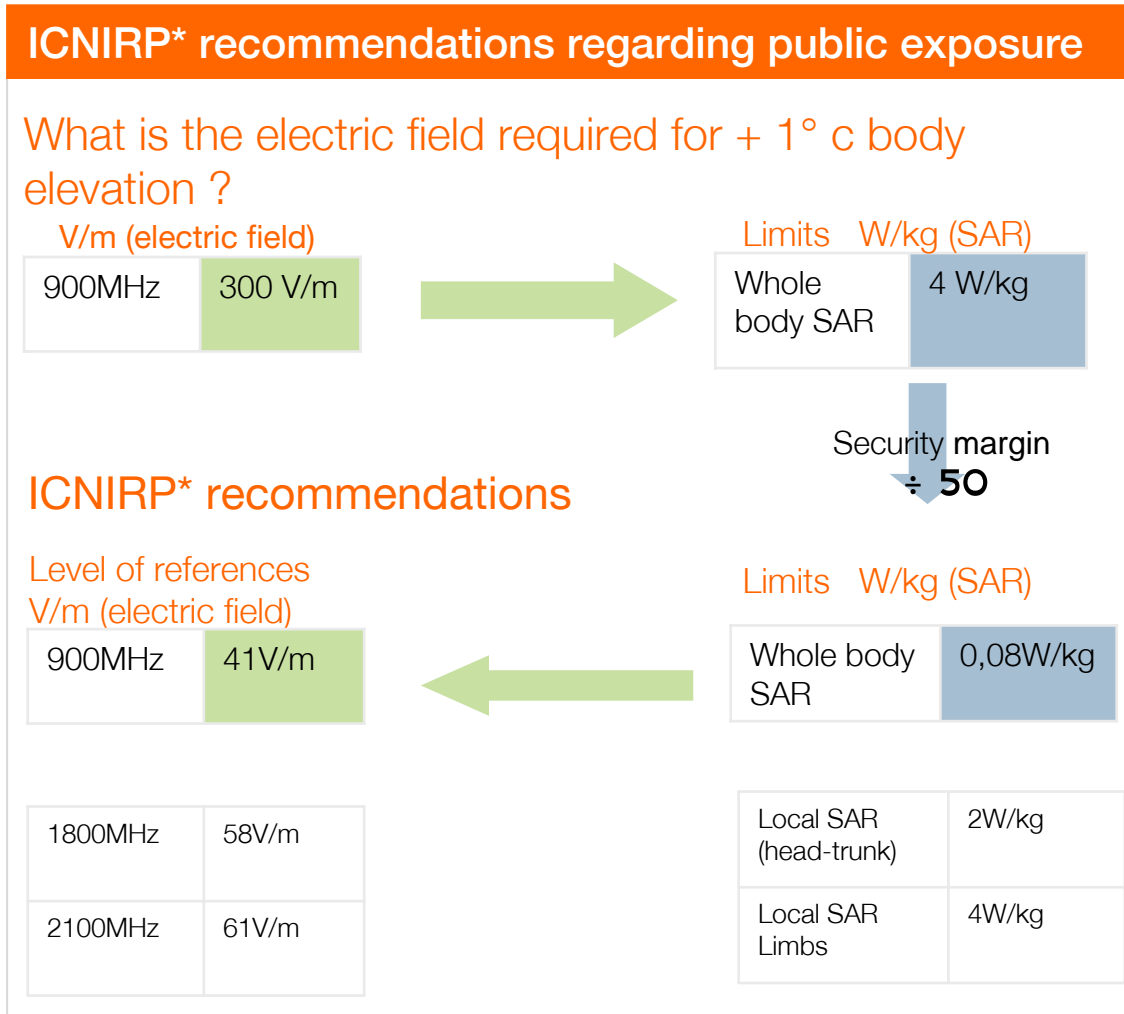 ICNIRP* recommendations regarding public exposure
What is the electric field required for + 1° c body
elevation ?
V/m (electric field)
900MHz 300 V/m
Limits W/kg (SAR)
Whole
body SAR
4 W/kg
Security margin
÷ 50
ICNIRP* recommendations
Level of references
V/m (electric field)
900MHz 41V/m
Limits W/kg (SAR)
Whole body
SAR
0,08W/kg
1800MHz 58V/m
2100MHz 61V/m
Local SAR
(head-trunk)
2W/kg
Local SAR
Limbs
4W/kg